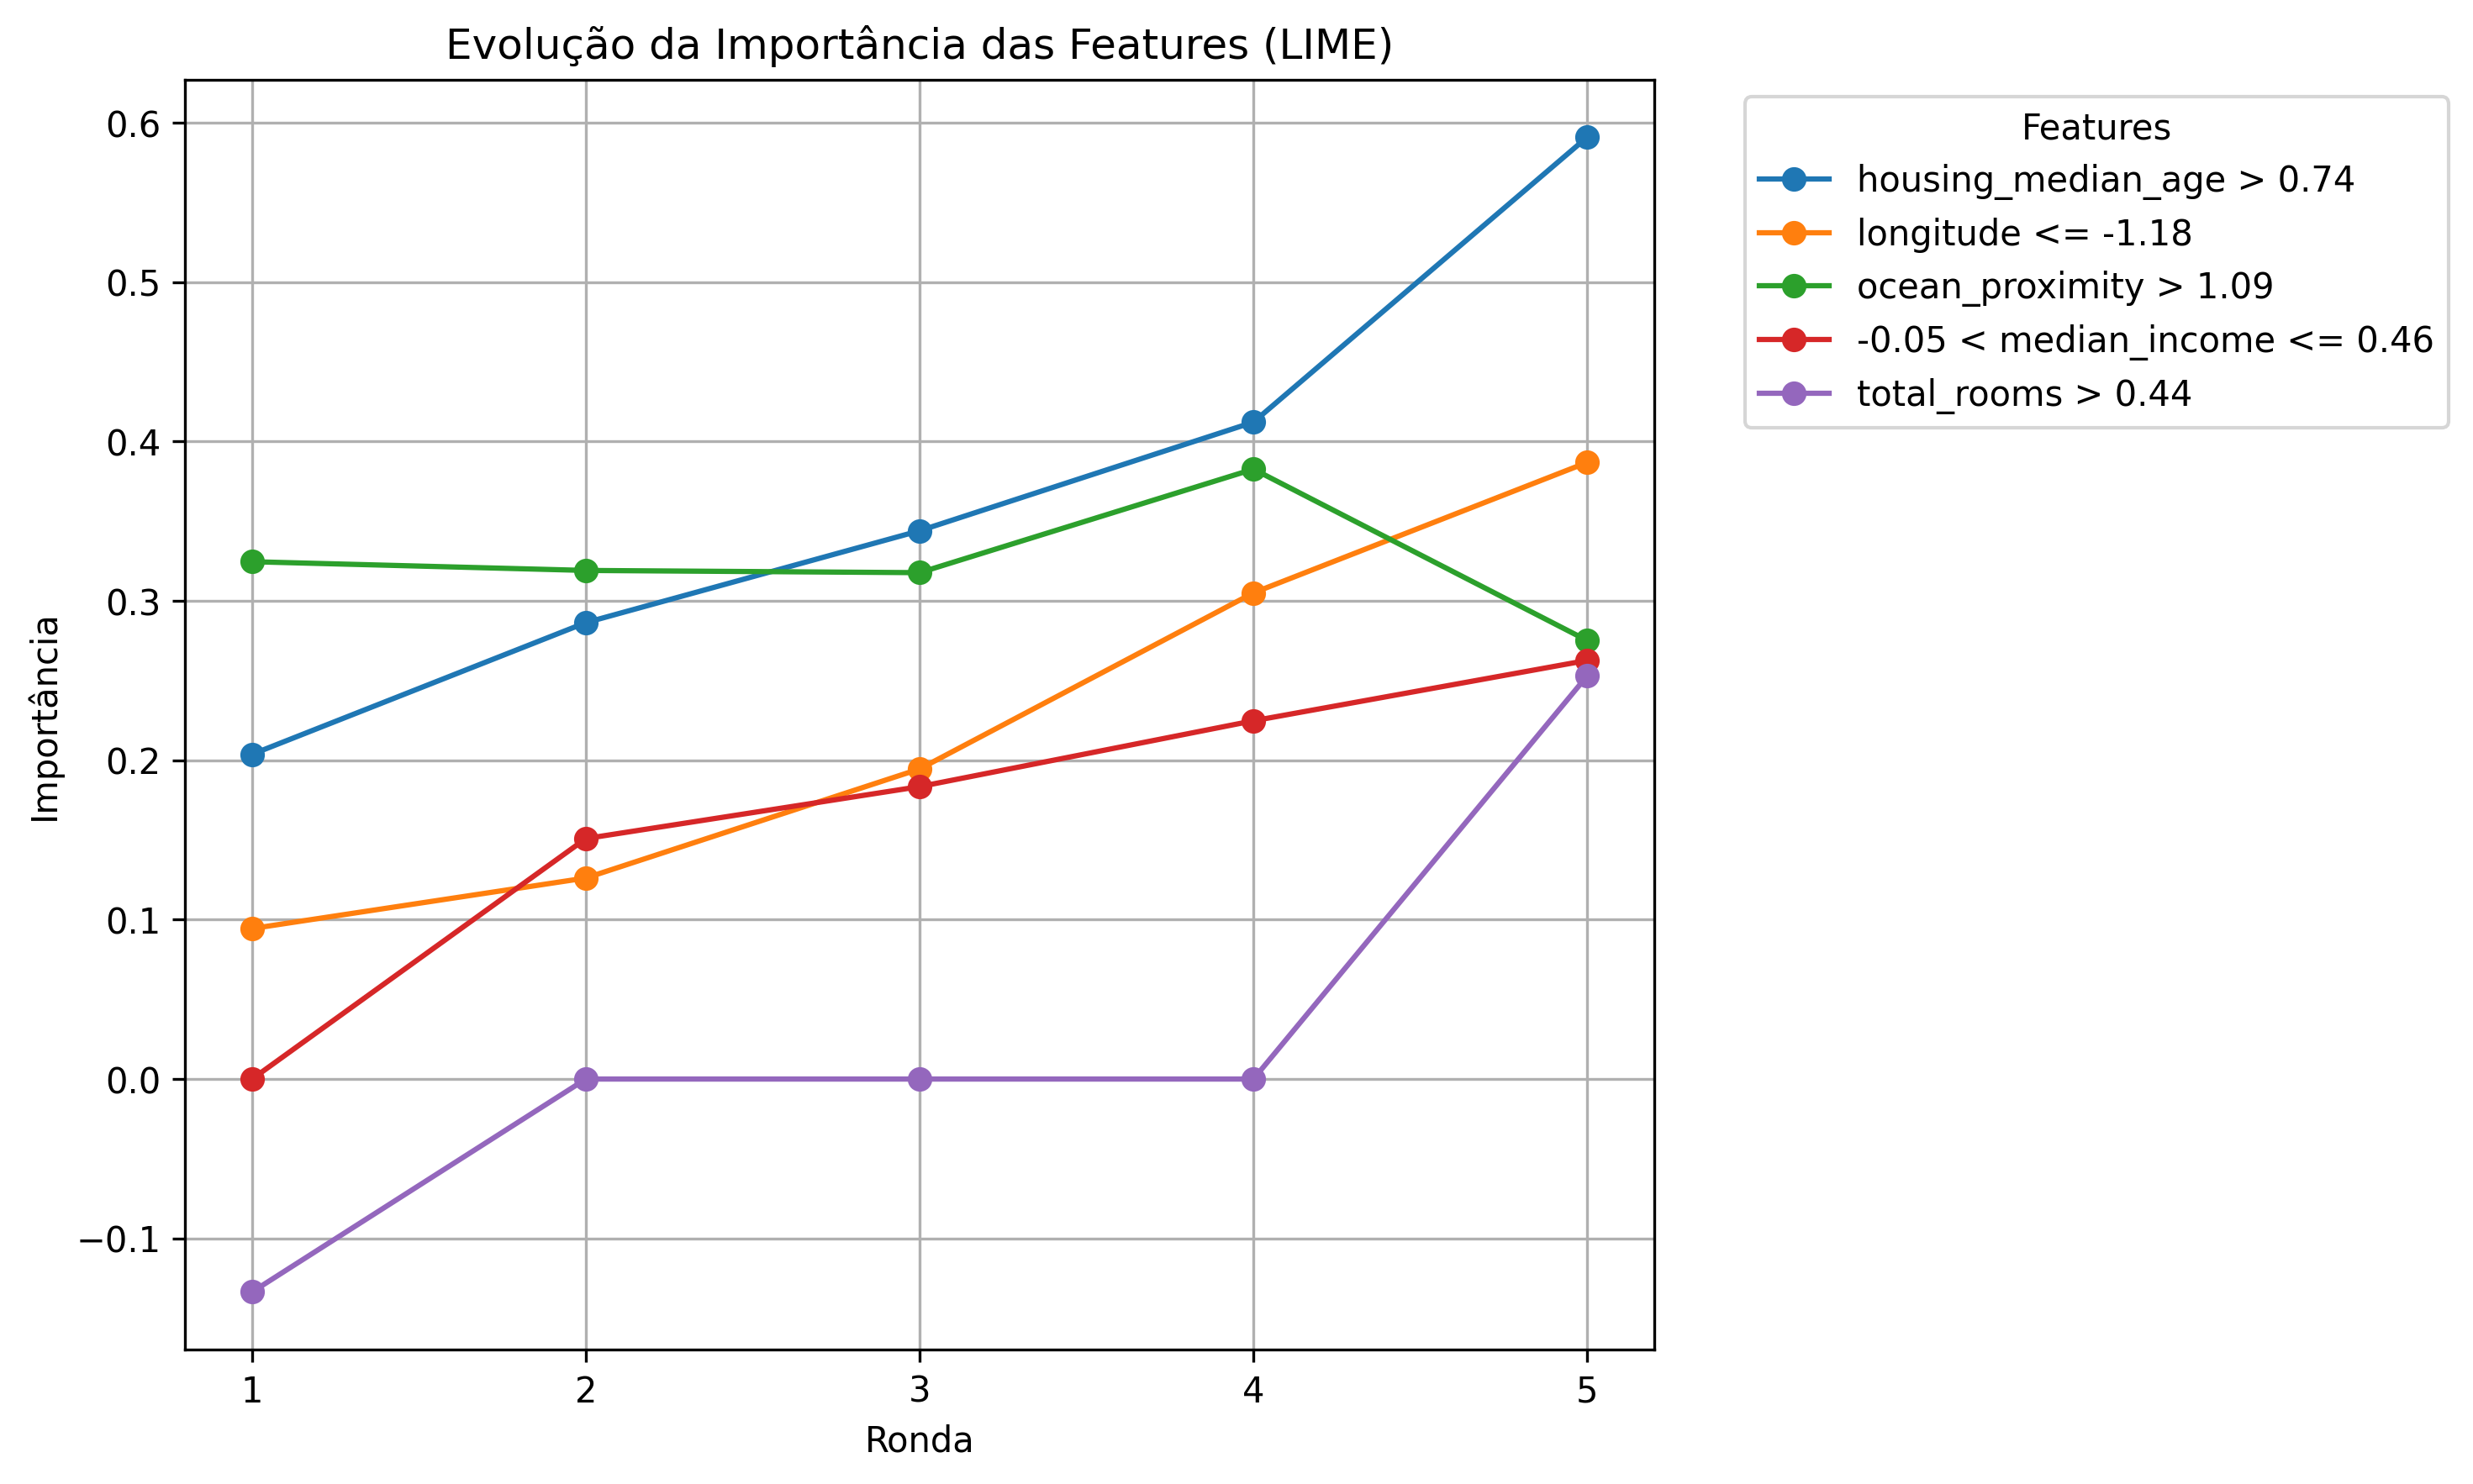 Evolução da Importância das Features (LIME)
Importância
0.6
0.5
0.4
0.3
0.2
0.1
0.0
−0.1
1 2 3 4 5
Ronda
Features
housing_median_age > 0.74
longitude <= -1.18
ocean_proximity > 1.09
-0.05 < median_income <= 0.46
total_rooms > 0.44